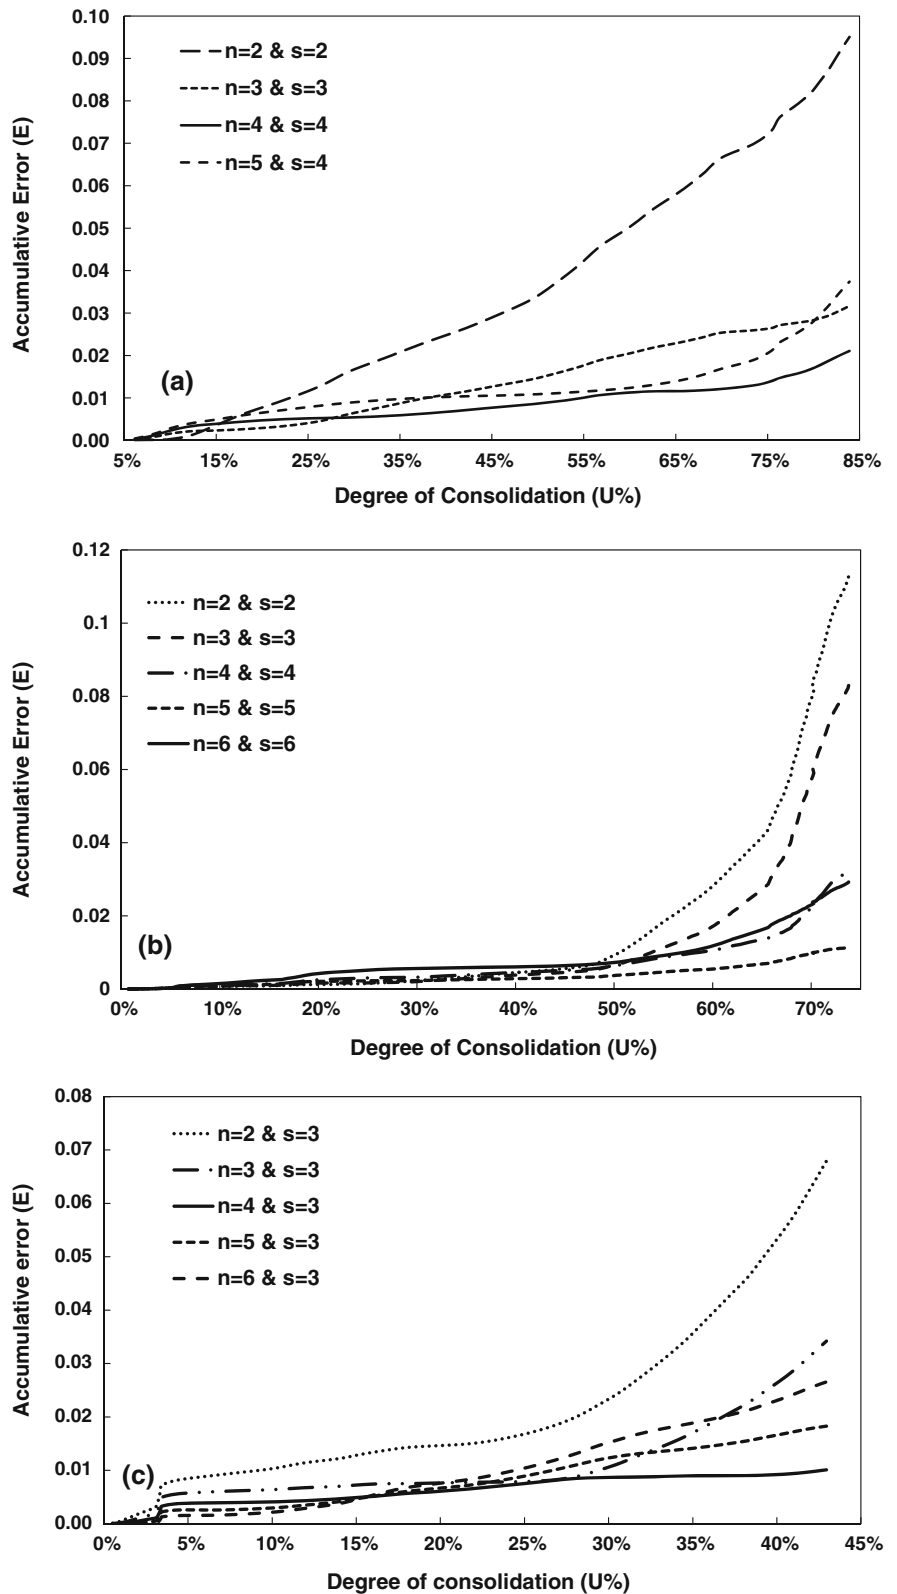 0.10
0.09
0.08
0.07
0.06
0.05
0.04
0.03
0.02
0.01
0.00
Accumulative Error (E)
n=2 & s=2
n=3 & s=3
n=4 & s=4
n=5 & s=4
(a)
5% 15% 25% 35% 45% 55% 65% 75% 85%
Degree of Consolidation (U%)
0.12
0.1
0.08
0.06
0.04
0.02
0
Accumulative Error (E)
n=2 & s=2
n=3 & s=3
n=4 & s=4
n=5 & s=5
n=6 & s=6
(b)
0% 10% 20% 30% 40% 50% 60% 70%
Degree of Consolidation (U%)
0.08
0.07
0.06
0.05
0.04
0.03
0.02
0.01
0.00
Accumulative error (E)
n=2 & s=3
n=3 & s=3
n=4 & s=3
n=5 & s=3
n=6 & s=3
(c)
0% 5% 10% 15% 20% 25% 30% 35% 40% 45%
Degree of consolidation (U%)